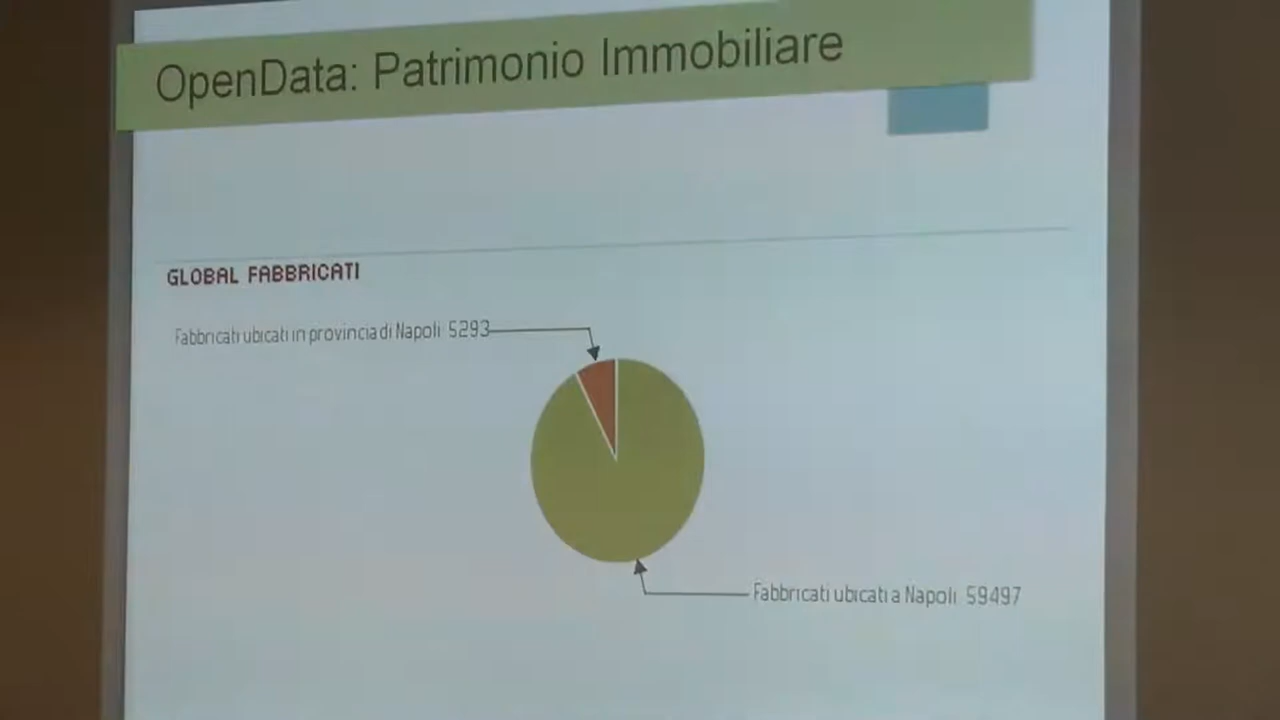 OpenData: Patrimonio Immobiliare
GLOBAL FABBRICATI
Fabbricati ubicati in provincia di Napoli 5293
Fabbricati ubicati a Napoli 59497